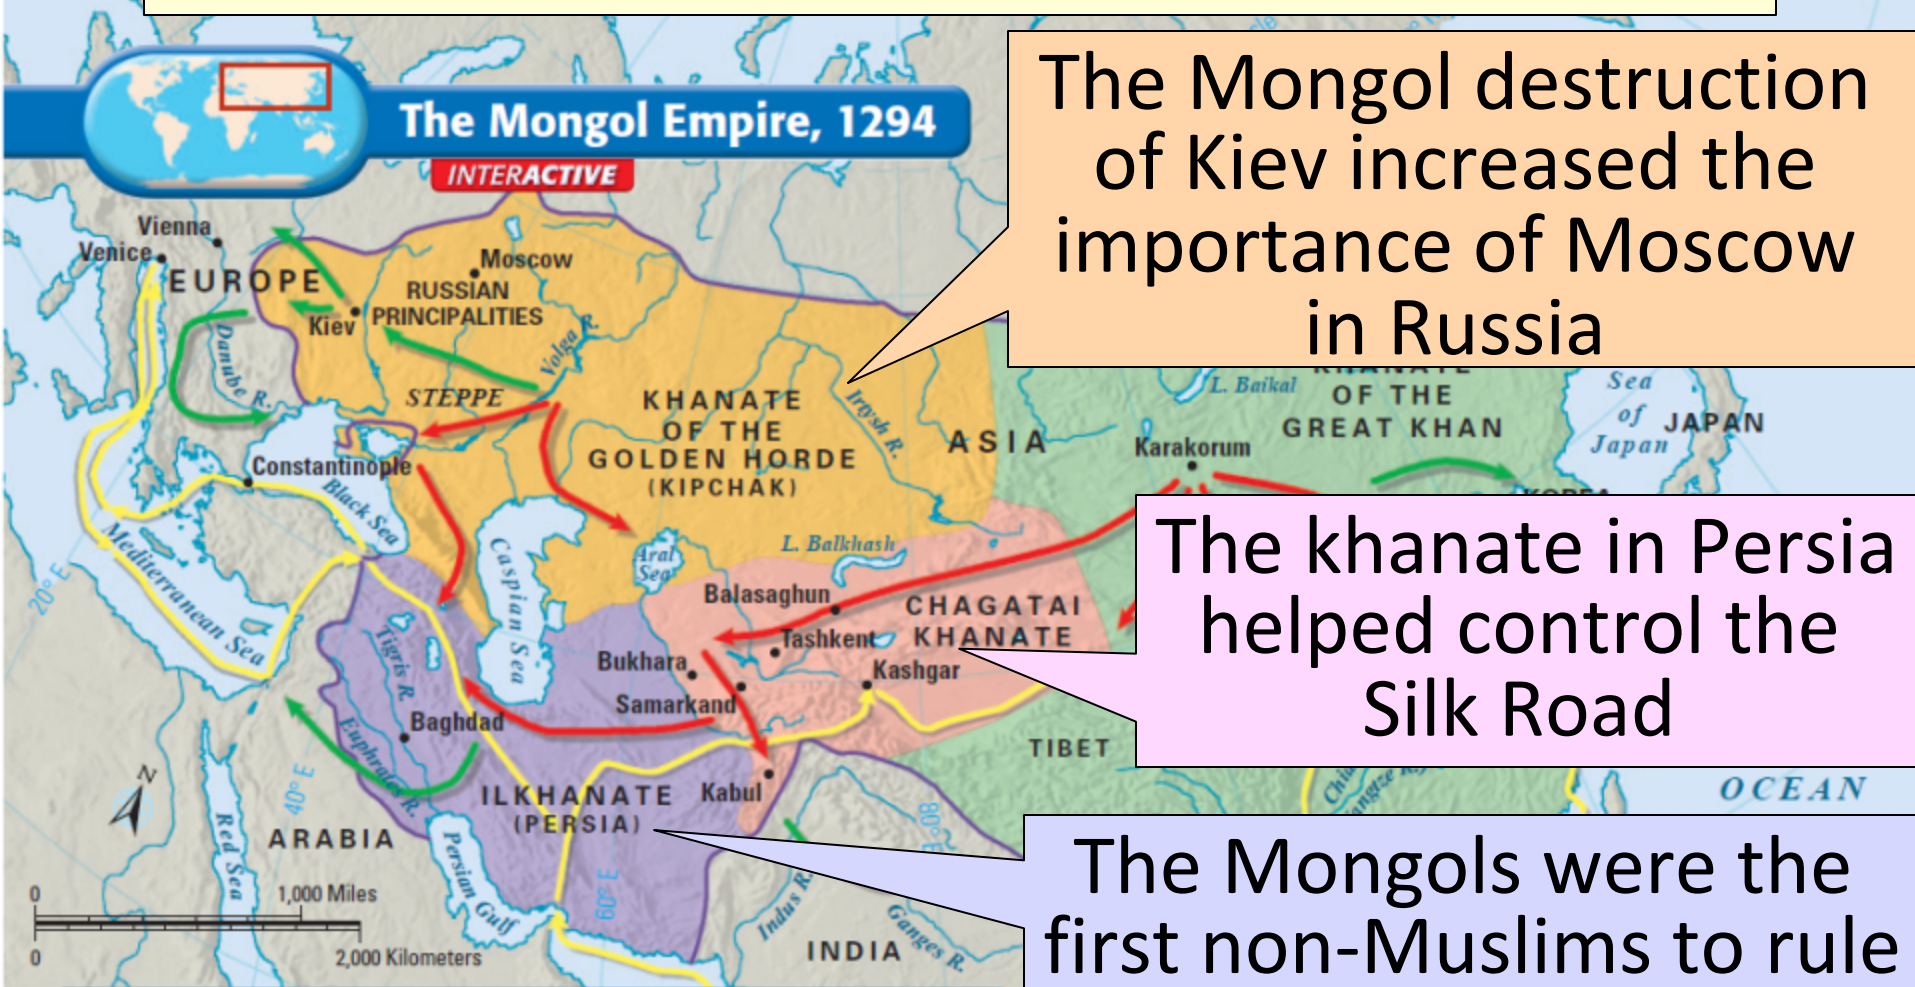 The Mongol Empire, 1294
INTERACTIVE
The Mongol destruction
of Kiev increased the
importance of Moscow
in Russia
Vienna
Venice
EUROPE
Moscow
RUSSIAN
PRINCIPALITIES
Kiev
Danube R.
Volga R.
STEPPE
KHANATE
OF THE
GOLDEN HORDE
(KIPCHAK)
Irtysh R.
ASIA
L. Baikal
KHANATE
OF THE
GREAT KHAN
Karakorum
Sea
of
Japan
JAPAN
KOREA
Constantinople
Black Sea
Mediterranean Sea
20° E
Caspian Sea
Aral
Sea
L. Balkhash
Balasaghun
CHAGATAI
KHANATE
Tashkent
Bukhara
Kashgar
Samarkand
The khanate in Persia
helped control the
Silk Road
Tigris R.
Baghdad
Euphrates R.
ILKHANATE
(PERSIA)
Kabul
TIBET
OCEAN
N
40° E
ARABIA
Red Sea
Persian Gulf
60° E
80° E
Indus R.
Ganges R.
INDIA
0
1,000 Miles
0
2,000 Kilometers
The Mongols were the
first non-Muslims to rule